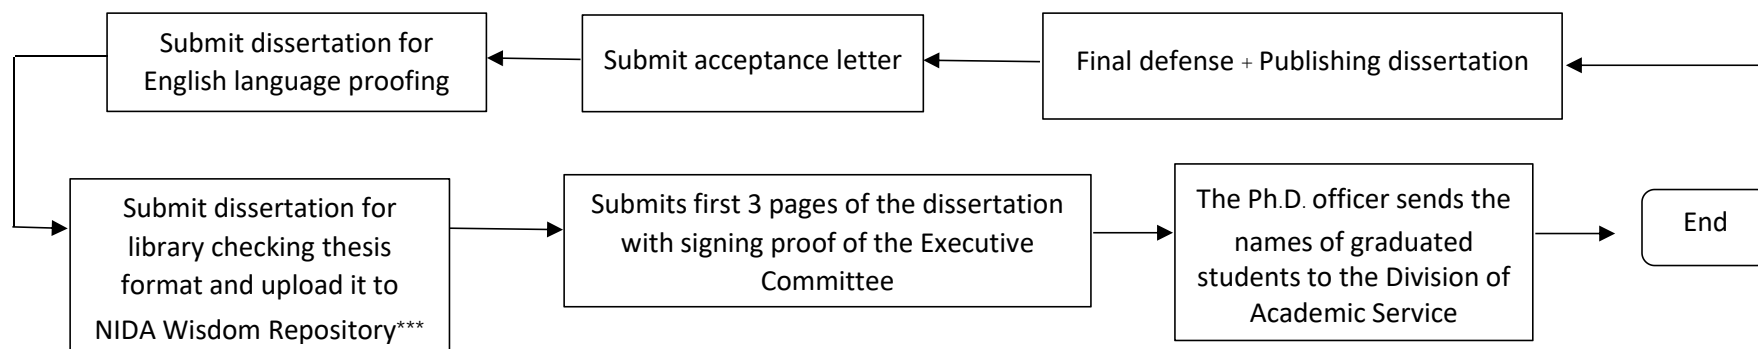 Submit dissertation for
English language proofing
Submit acceptance letter
Final defense + Publishing dissertation
Submit dissertation for
library checking thesis
format and upload it to
NIDA Wisdom Repository***
Submits first 3 pages of the dissertation
with signing proof of the Executive
Committee
The Ph.D. officer sends the
names of graduated
students to the Division of
Academic Service
End